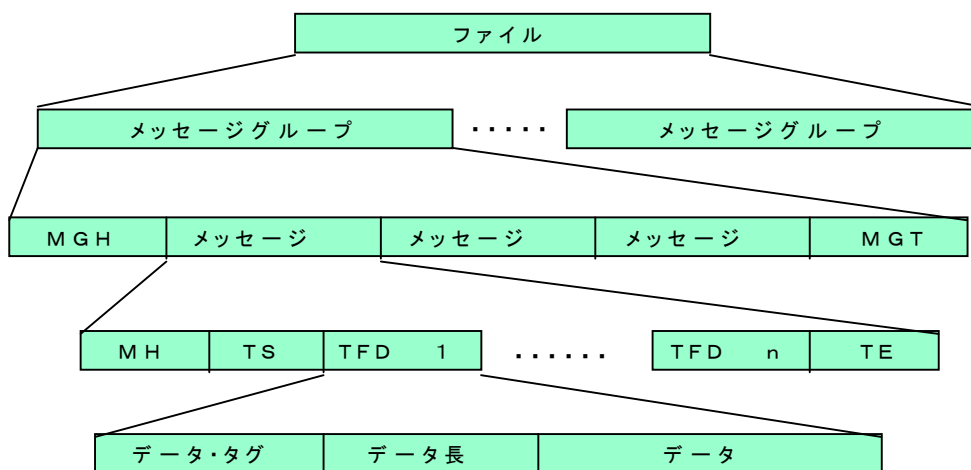 ファイル
メッセージグループ ・・・・・ メッセージグループ
ＭＧＨ メッセージ メッセージ メッセージ ＭＧＴ
ＭＨ ＴＳ ＴＦＤ １ ・・・・・・ ＴＦＤ ｎ ＴＥ
データ・タグ データ長 データ